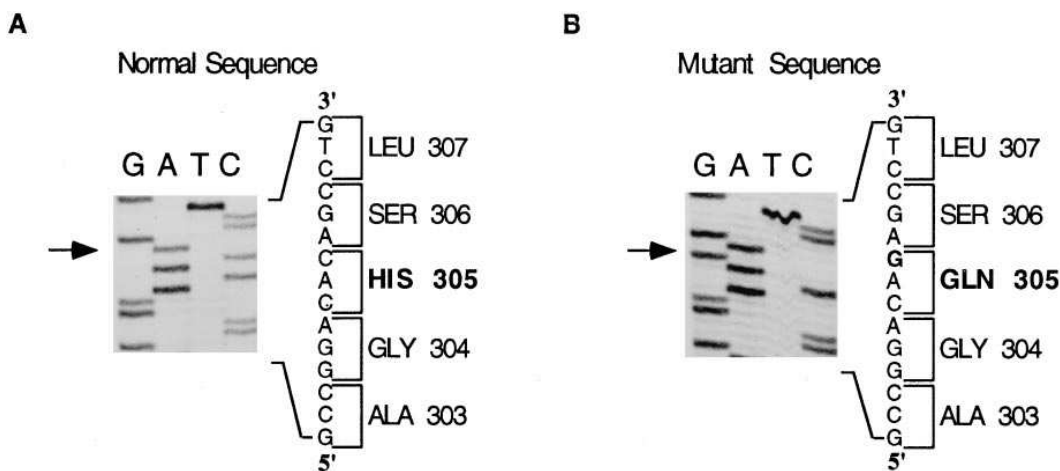 A
Normal Sequence
3'
G A T C
G
T LEU 307
C
C
G SER 306
A
C
A HIS 305
C
A
G GLY 304
G
C
C ALA 303
G
5'
B
Mutant Sequence
3'
G A T C
G
T LEU 307
C
C
G SER 306
A
G
A GLN 305
C
A
G GLY 304
G
C
C ALA 303
G
5'